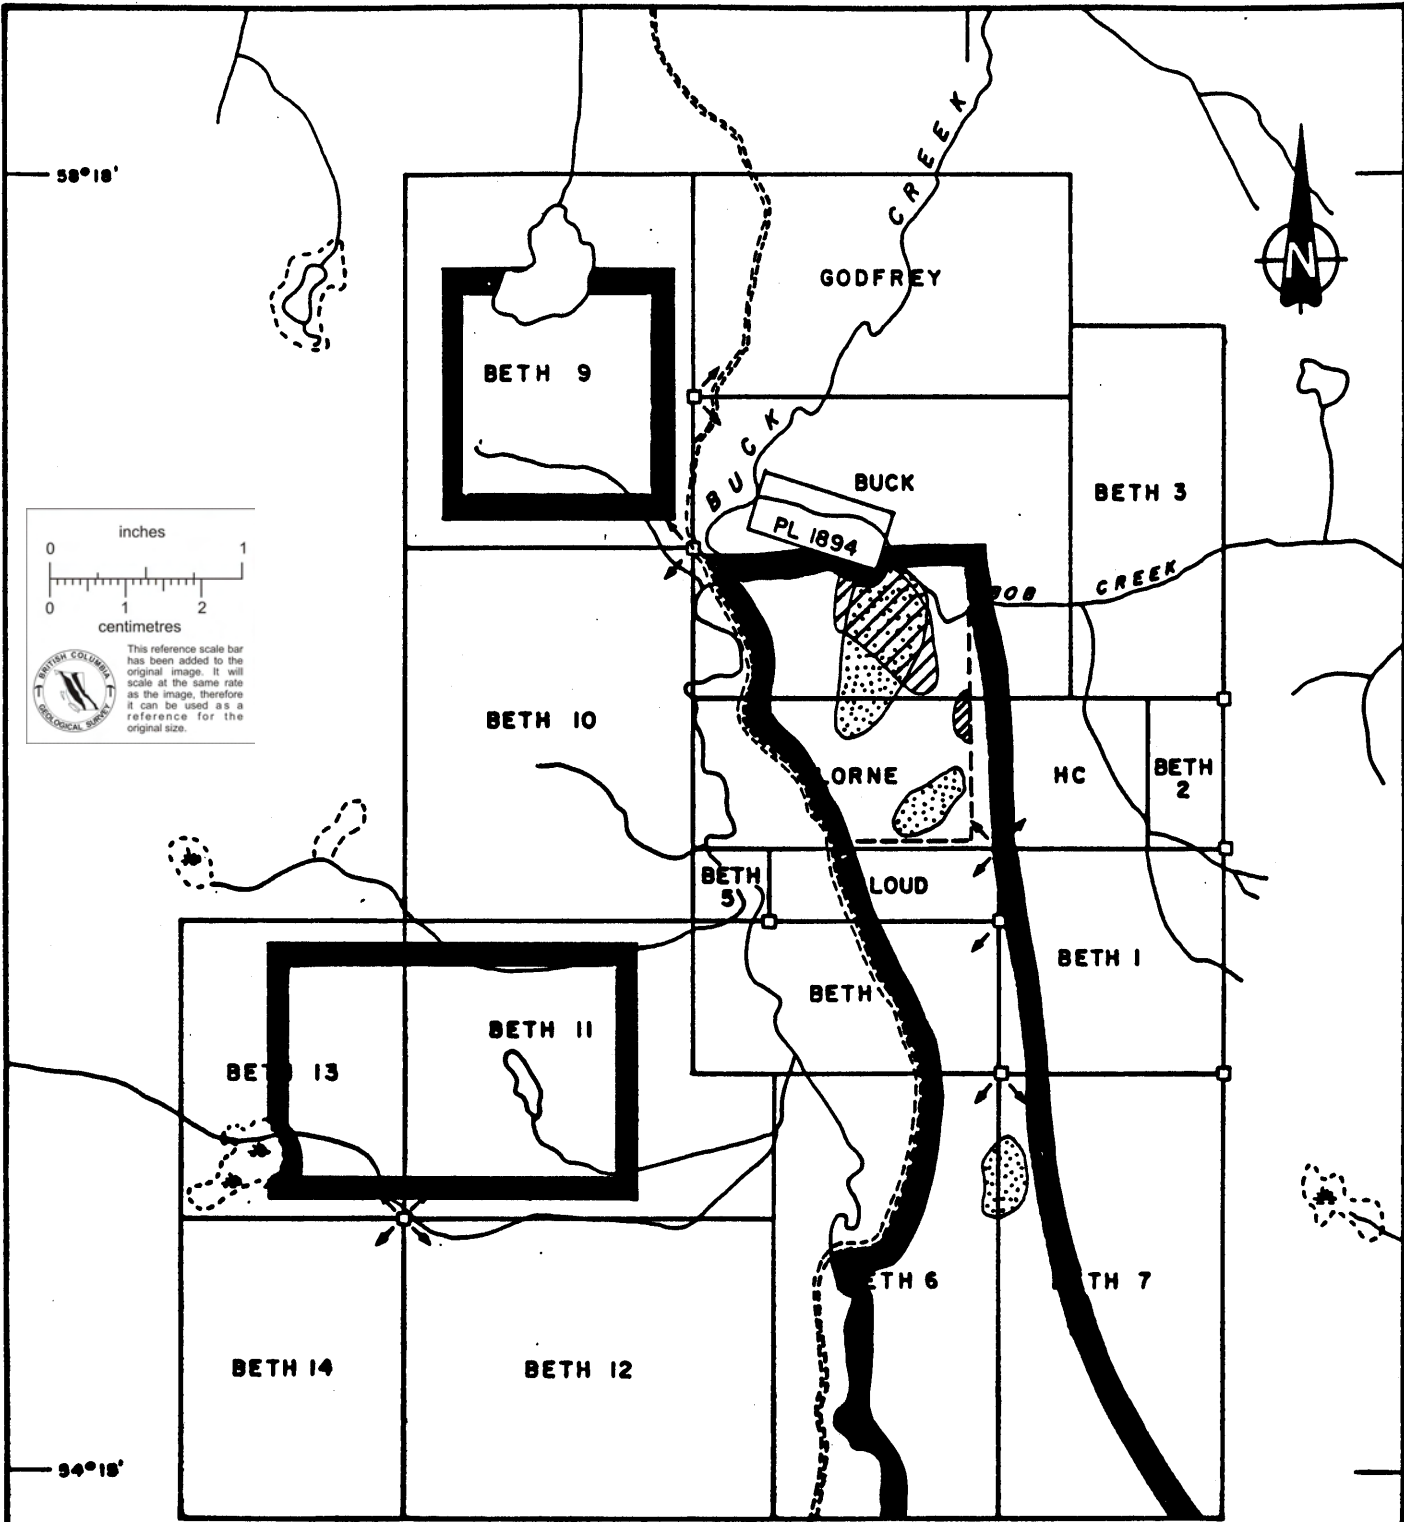 CREEK
58°18'
N
GODFREY
BETH 9
BUCK
BUCK
BETH 3
PL 1894
inches
0 1
0 1 2
centimetres
BRITISH COLUMBIA
GEOLOGICAL SURVEY
This reference scale bar
has been added to the
original image. It will
scale at the same rate
as the image, therefore
it can be used as a
reference for the
original size.
BOB CREEK
BETH 10
LORNE
HC
BETH
2
BETH
5
LOUD
BETH 1
BETH
BETH 11
BETH 13
ETH 6
TH 7
BETH 14
BETH 12
54°15'